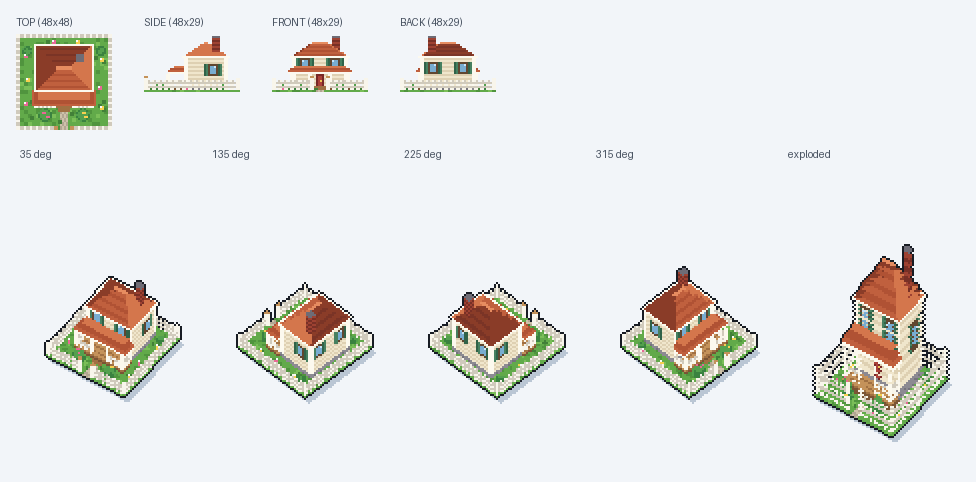 TOP (48x48)
SIDE (48x29)
FRONT (48x29)
BACK (48x29)
35 deg
135 deg
225 deg
315 deg
exploded